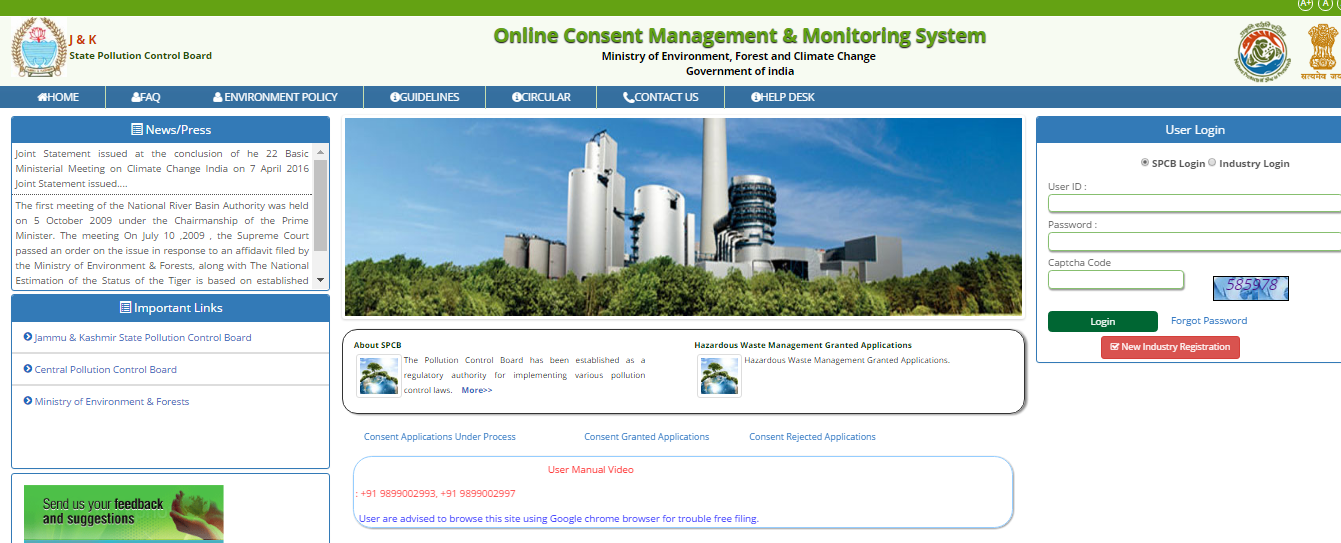 A+ A
J & K
State Pollution Control Board
Online Consent Management & Monitoring System
Ministry of Environment, Forest and Climate Change
Government of india
HOME FAQ ENVIRONMENT POLICY GUIDELINES CIRCULAR CONTACT US HELP DESK
News/Press
Joint Statement issued at the conclusion of he 22 Basic
Ministerial Meeting on Climate Change India on 7 April 2016
Joint Statement issued....
The first meeting of the National River Basin Authority was held
on 5 October 2009 under the Chairmanship of the Prime
Minister. The meeting On July 10 ,2009 , the Supreme Court
passed an order on the issue in response to an affidavit filed by
the Ministry of Environment & Forests, along with The National
Estimation of the Status of the Tiger is based on established
Important Links
Jammu & Kashmir State Pollution Control Board
Central Pollution Control Board
Ministry of Environment & Forests
Send us your feedback
and suggestions
About SPCB
The Pollution Control Board has been established as a
regulatory authority for implementing various pollution
control laws. More>>
Hazardous Waste Management Granted Applications
Hazardous Waste Management Granted Applications.
Consent Applications Under Process Consent Granted Applications Consent Rejected Applications
User Manual Video
: +91 9899002993, +91 9899002997
User are advised to browse this site using Google chrome browser for trouble free filing.
User Login
SPCB Login Industry Login
User ID :
Password :
Captcha Code
585978
Login Forgot Password
New Industry Registration